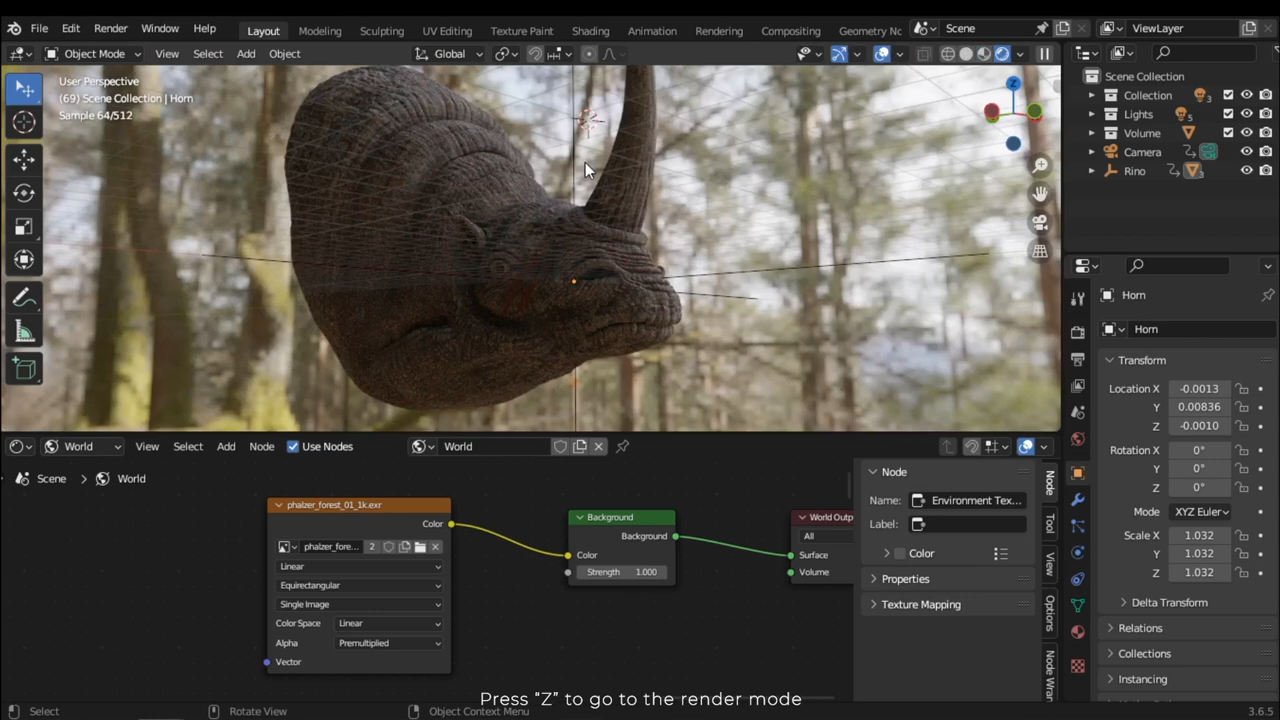 File Edit Render Window Help Layout Modeling Sculpting UV Editing Texture Paint Shading Animation Rendering Compositing Geometry Nc Scene ViewLayer
Object Mode View Select Add Object Global
User Perspective
(69) Scene Collection | Horn
Sample 64/512
Z
Scene Collection
Collection 3
Lights 5
Volume
Camera
Rino 3
Horn
Horn
Transform
Location X -0.0013
Y 0.00836
Z -0.0010
Rotation X 0°
Y 0°
Z 0°
Mode XYZ Euler
Scale X 1.032
Y 1.032
Z 1.032
Delta Transform
Relations
Collections
Instancing
World View Select Add Node Use Nodes World
Scene > World
phalzer_forest_01_1k.exr
Color
phalzer_fore... 2
Linear
Equirectangular
Single Image
Color Space Linear
Alpha Premultiplied
Vector
Background
Background
Color
Strength 1.000
World Outp
All
Surface
Volume
Node
Name: Environment Tex...
Label:
Color
Properties
Texture Mapping
Node
Tool
View
Options
Node Wran
Press "Z" to go to the render mode
Select Rotate View Object Context Menu 3.6.5